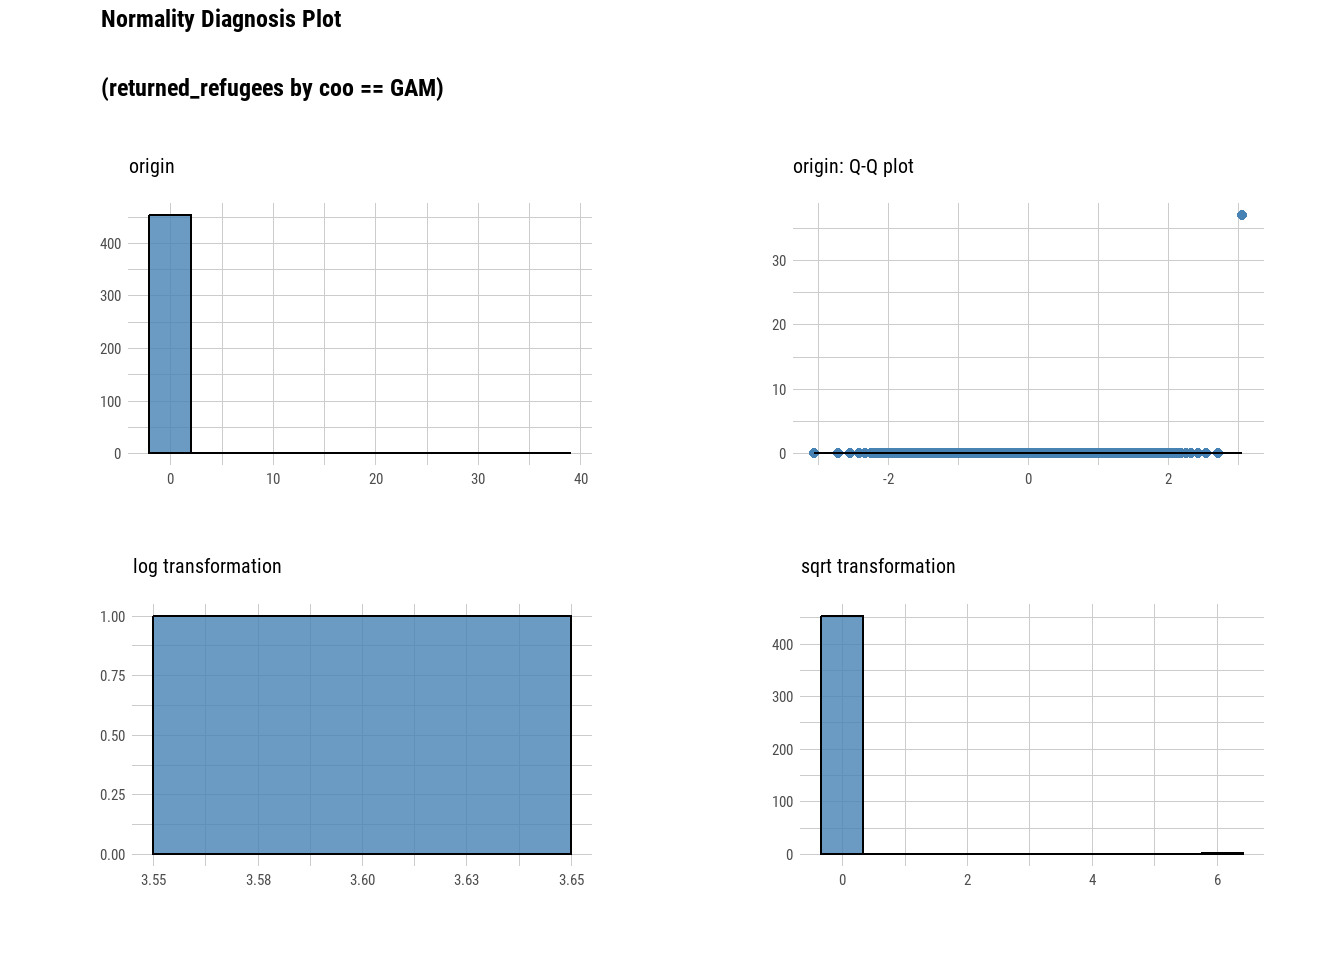 Normality Diagnosis Plot
(returned_refugees by coo == GAM)
origin
400
300
200
100
0
0 10 20 30 40
origin: Q-Q plot
30
20
10
0
-2 0 2
log transformation
1.00
0.75
0.50
0.25
0.00
3.55 3.58 3.60 3.63 3.65
sqrt transformation
400
300
200
100
0
0 2 4 6